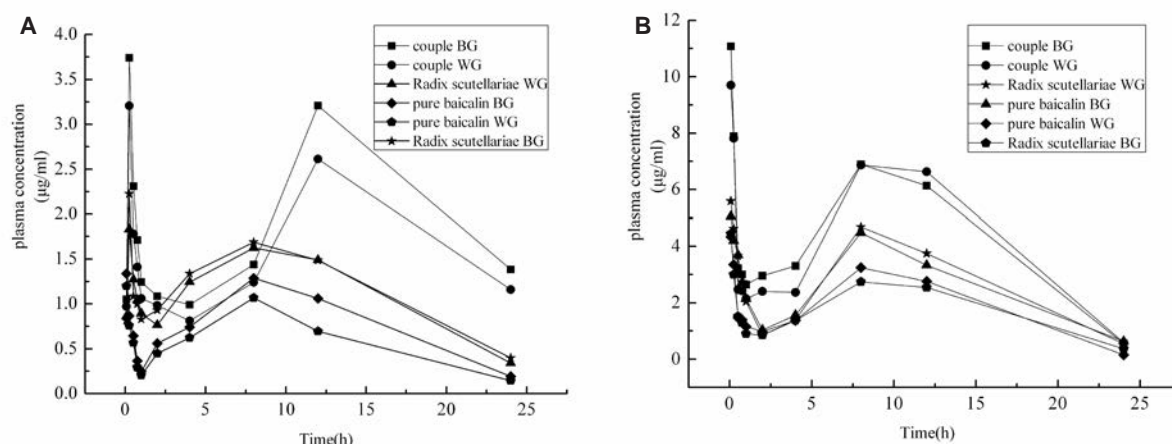 A
4.0
3.5
3.0
2.5
2.0
1.5
1.0
0.5
0.0
plasma concentration
(μg/ml)
0 5 10 15 20 25
Time(h)
couple BG
couple WG
Radix scutellariae WG
pure baicalin BG
pure baicalin WG
Radix scutellariae BG
B
12
10
8
6
4
2
0
plasma concentration
(μg/ml)
0 5 10 15 20 25
Time(h)
couple BG
couple WG
Radix scutellariae WG
pure baicalin BG
pure baicalin WG
Radix scutellariae BG